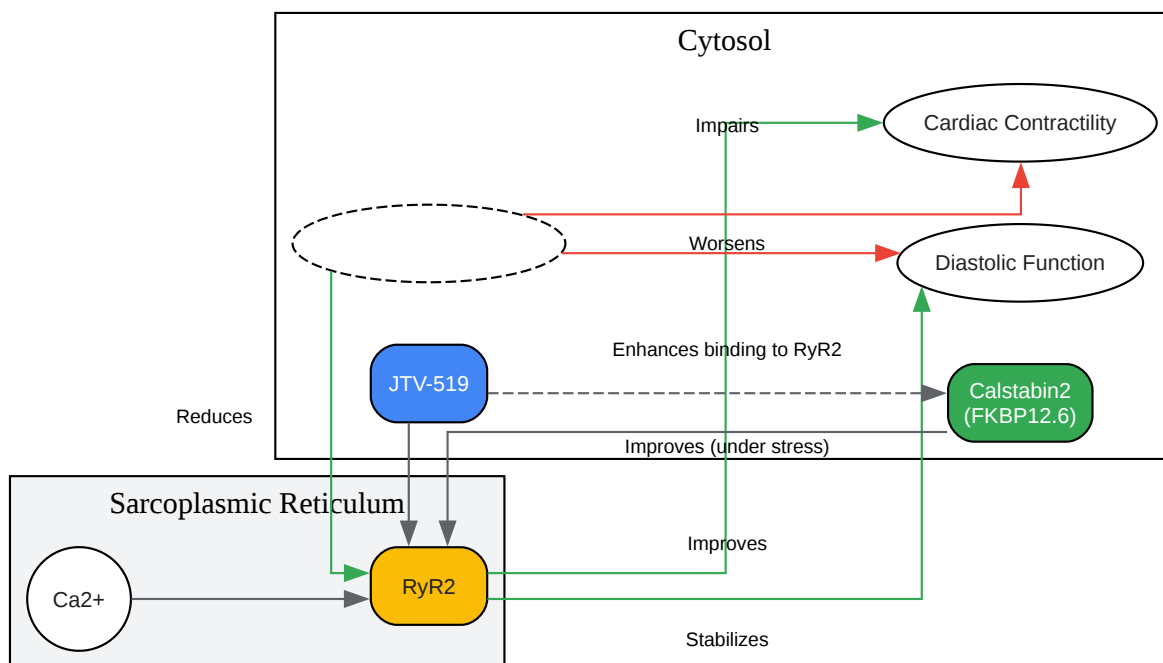 Cytosol
Impairs
Cardiac Contractility
Worsens
Diastolic Function
Enhances binding to RyR2
JTV-519
Calstabin2
(FKBP12.6)
Reduces
Improves (under stress)
Sarcoplasmic Reticulum
Improves
RyR2
Ca2+
Stabilizes